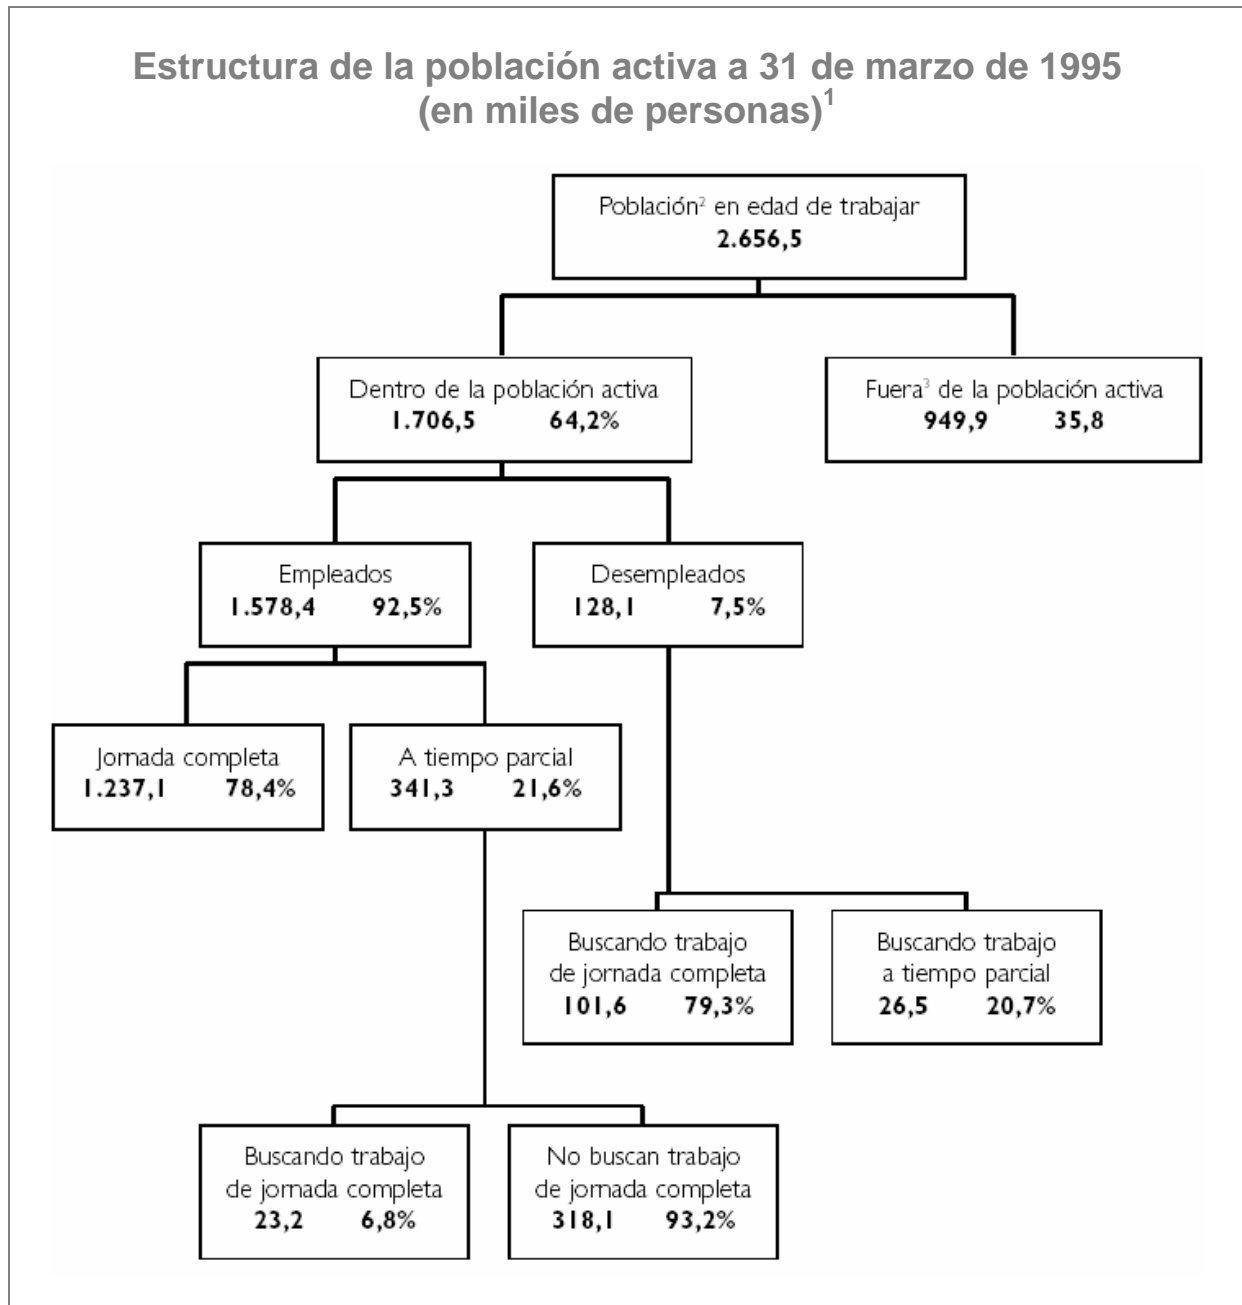 Estructura de la población activa a 31 de marzo de 1995
(en miles de personas)¹
Población² en edad de trabajar
2.656,5
Dentro de la población activa
1.706,5 64,2%
Fuera³ de la población activa
949,9 35,8
Empleados
1.578,4 92,5%
Desempleados
128,1 7,5%
Jornada completa
1.237,1 78,4%
A tiempo parcial
341,3 21,6%
Buscando trabajo
de jornada completa
101,6 79,3%
Buscando trabajo
a tiempo parcial
26,5 20,7%
Buscando trabajo
de jornada completa
23,2 6,8%
No buscan trabajo
de jornada completa
318,1 93,2%